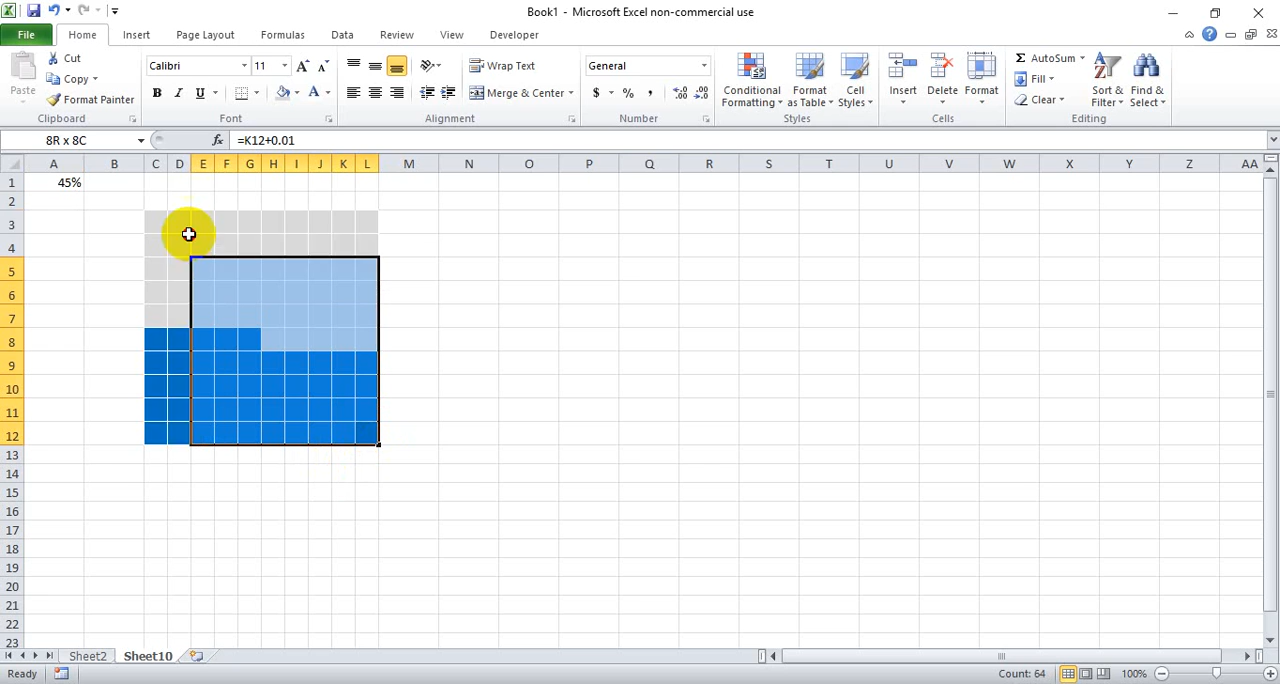 Book1 - Microsoft Excel non-commercial use
File Home Insert Page Layout Formulas Data Review View Developer
Paste Cut Copy Format Painter
Calibri 11 A A B I U A
Wrap Text Merge & Center
General $ % ,
Conditional Formatting Format as Table Cell Styles
Insert Delete Format
Σ AutoSum Fill Clear
Sort & Filter Find & Select
Clipboard Font Alignment Number Styles Cells Editing
8R x 8C fx =K12+0.01
A B C D E F G H I J K L M N O P Q R S T U V W X Y Z AA
1 45%
2
3
4
5
6
7
8
9
10
11
12
13
14
15
16
17
18
19
20
21
22
23
Sheet2 Sheet10
Ready Count: 64 100%